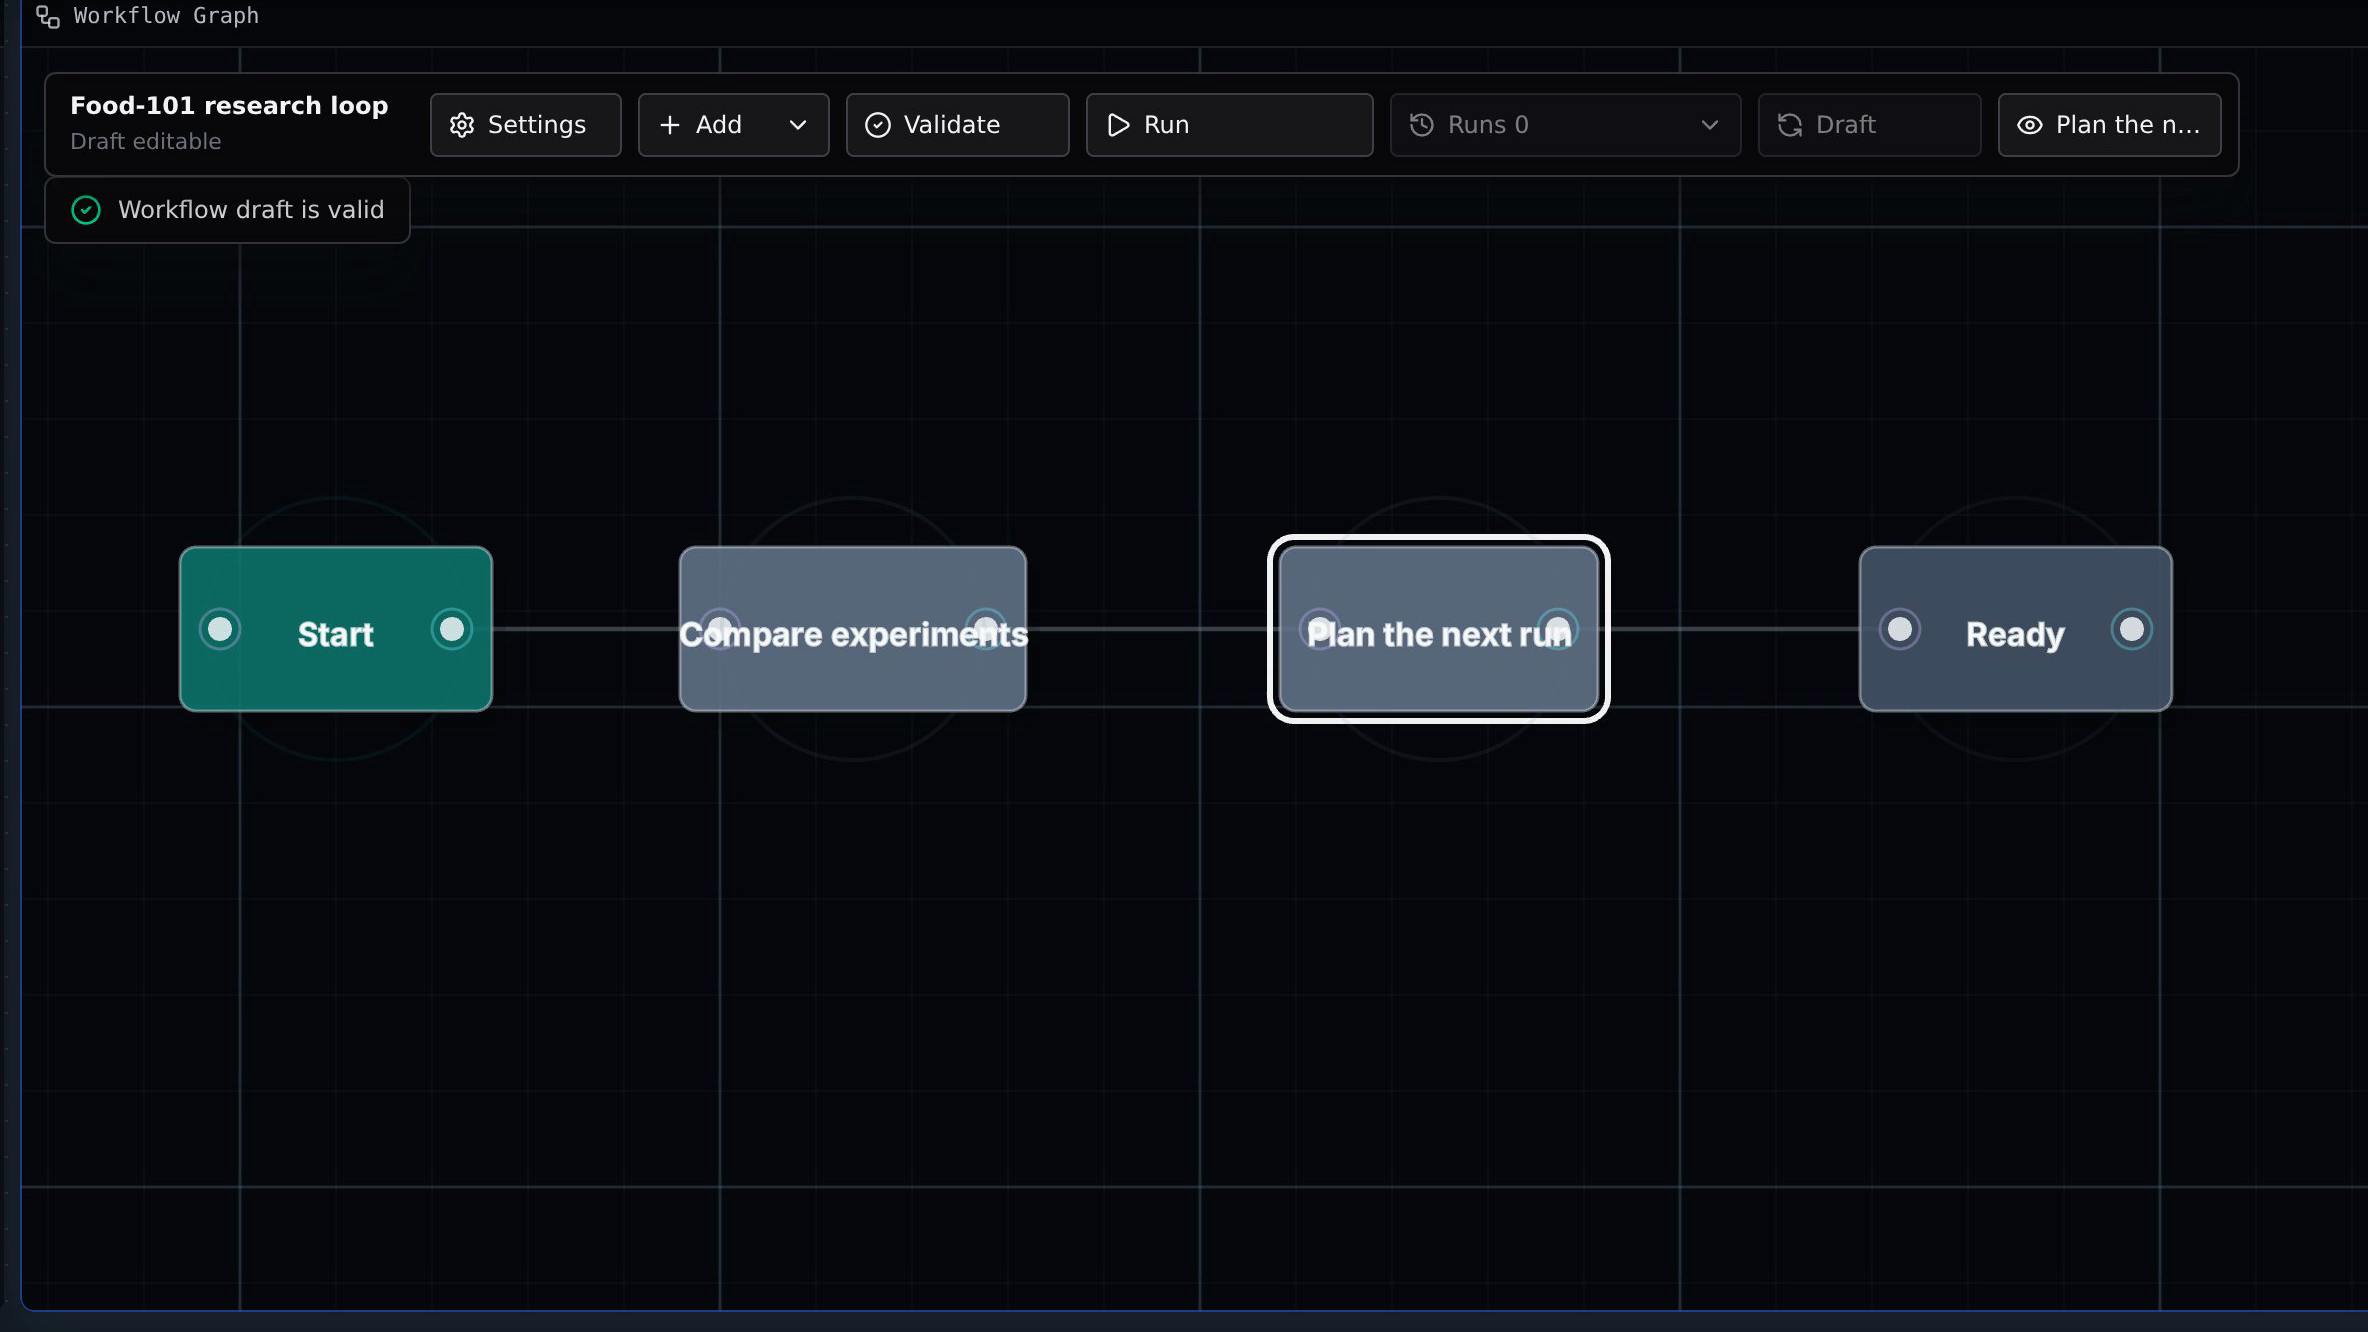 Workflow Graph
Food-101 research loop
Draft editable
Settings
Add
Validate
Run
Runs 0
Draft
Plan the n...
Workflow draft is valid
Start
Compare experiments
Plan the next run
Ready